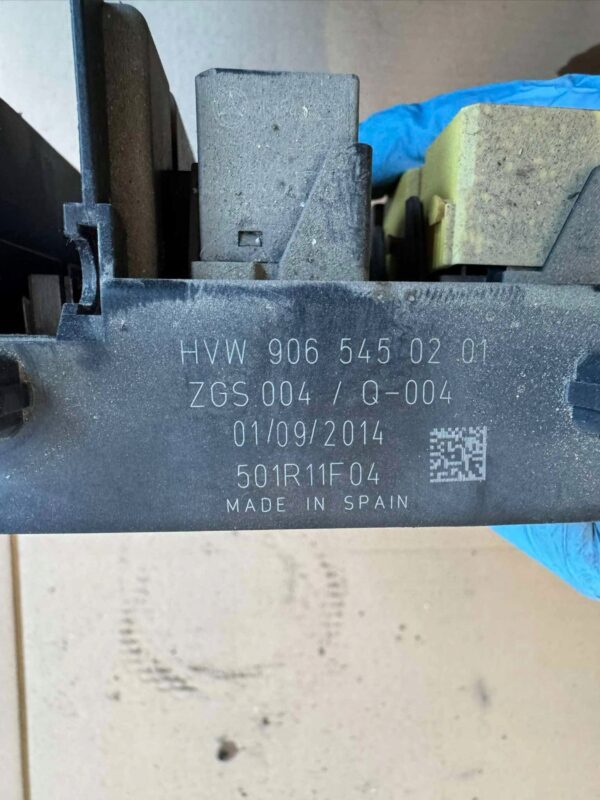 HVW 906 545 02 01
ZGS 004 / Q-004
01/09/2014
501R11F04
MADE IN SPAIN